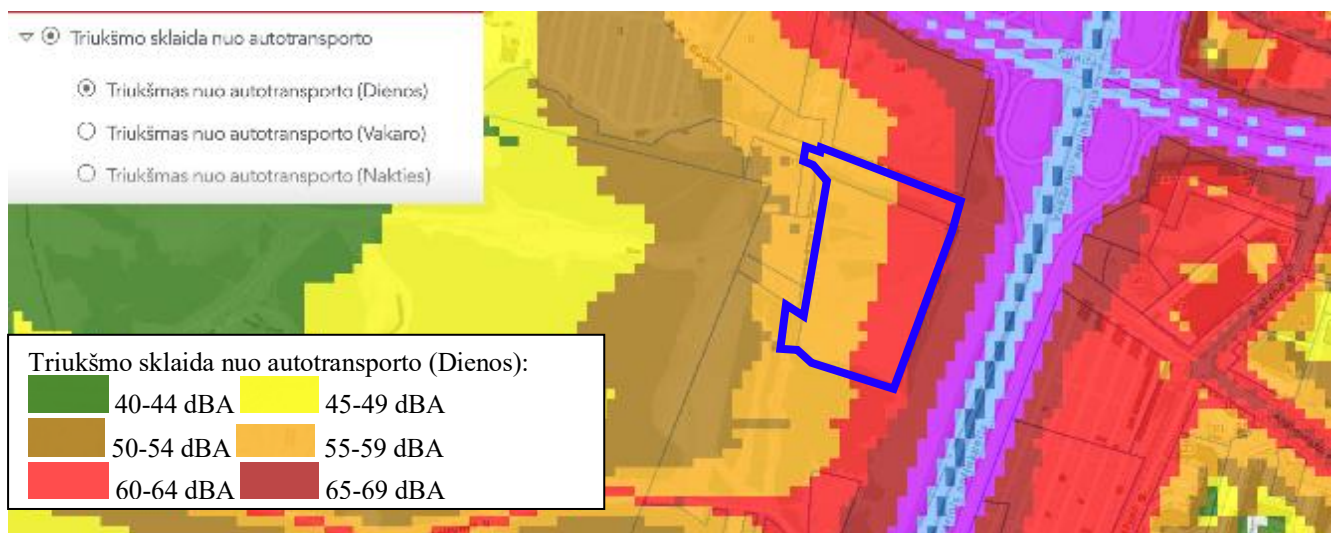 Triukšmo sklaida nuo autotransporto
Triukšmas nuo autotransporto (Dienos)
Triukšmas nuo autotransporto (Vakaro)
Triukšmas nuo autotransporto (Nakties)
Triukšmo sklaida nuo autotransporto (Dienos):
40-44 dBA 45-49 dBA
50-54 dBA 55-59 dBA
60-64 dBA 65-69 dBA